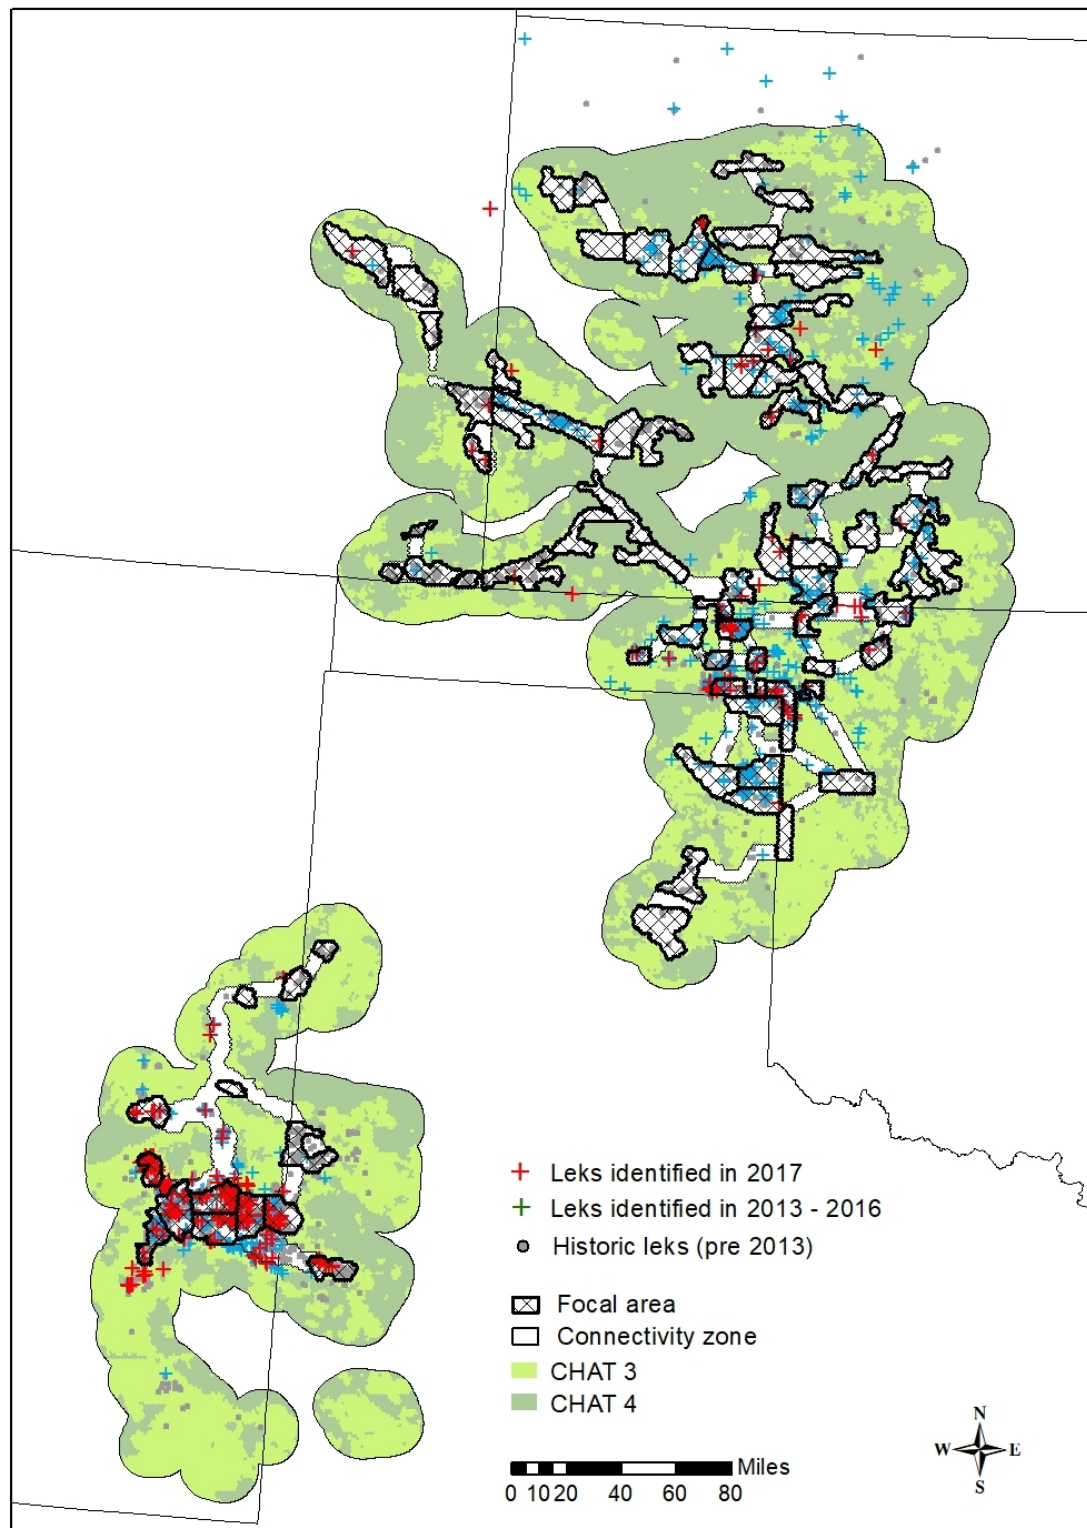 Leks identified in 2017
Leks identified in 2013 - 2016
Historic leks (pre 2013)
Focal area
Connectivity zone
CHAT 3
CHAT 4
N
W E
S
Miles
0 10 20 40 60 80